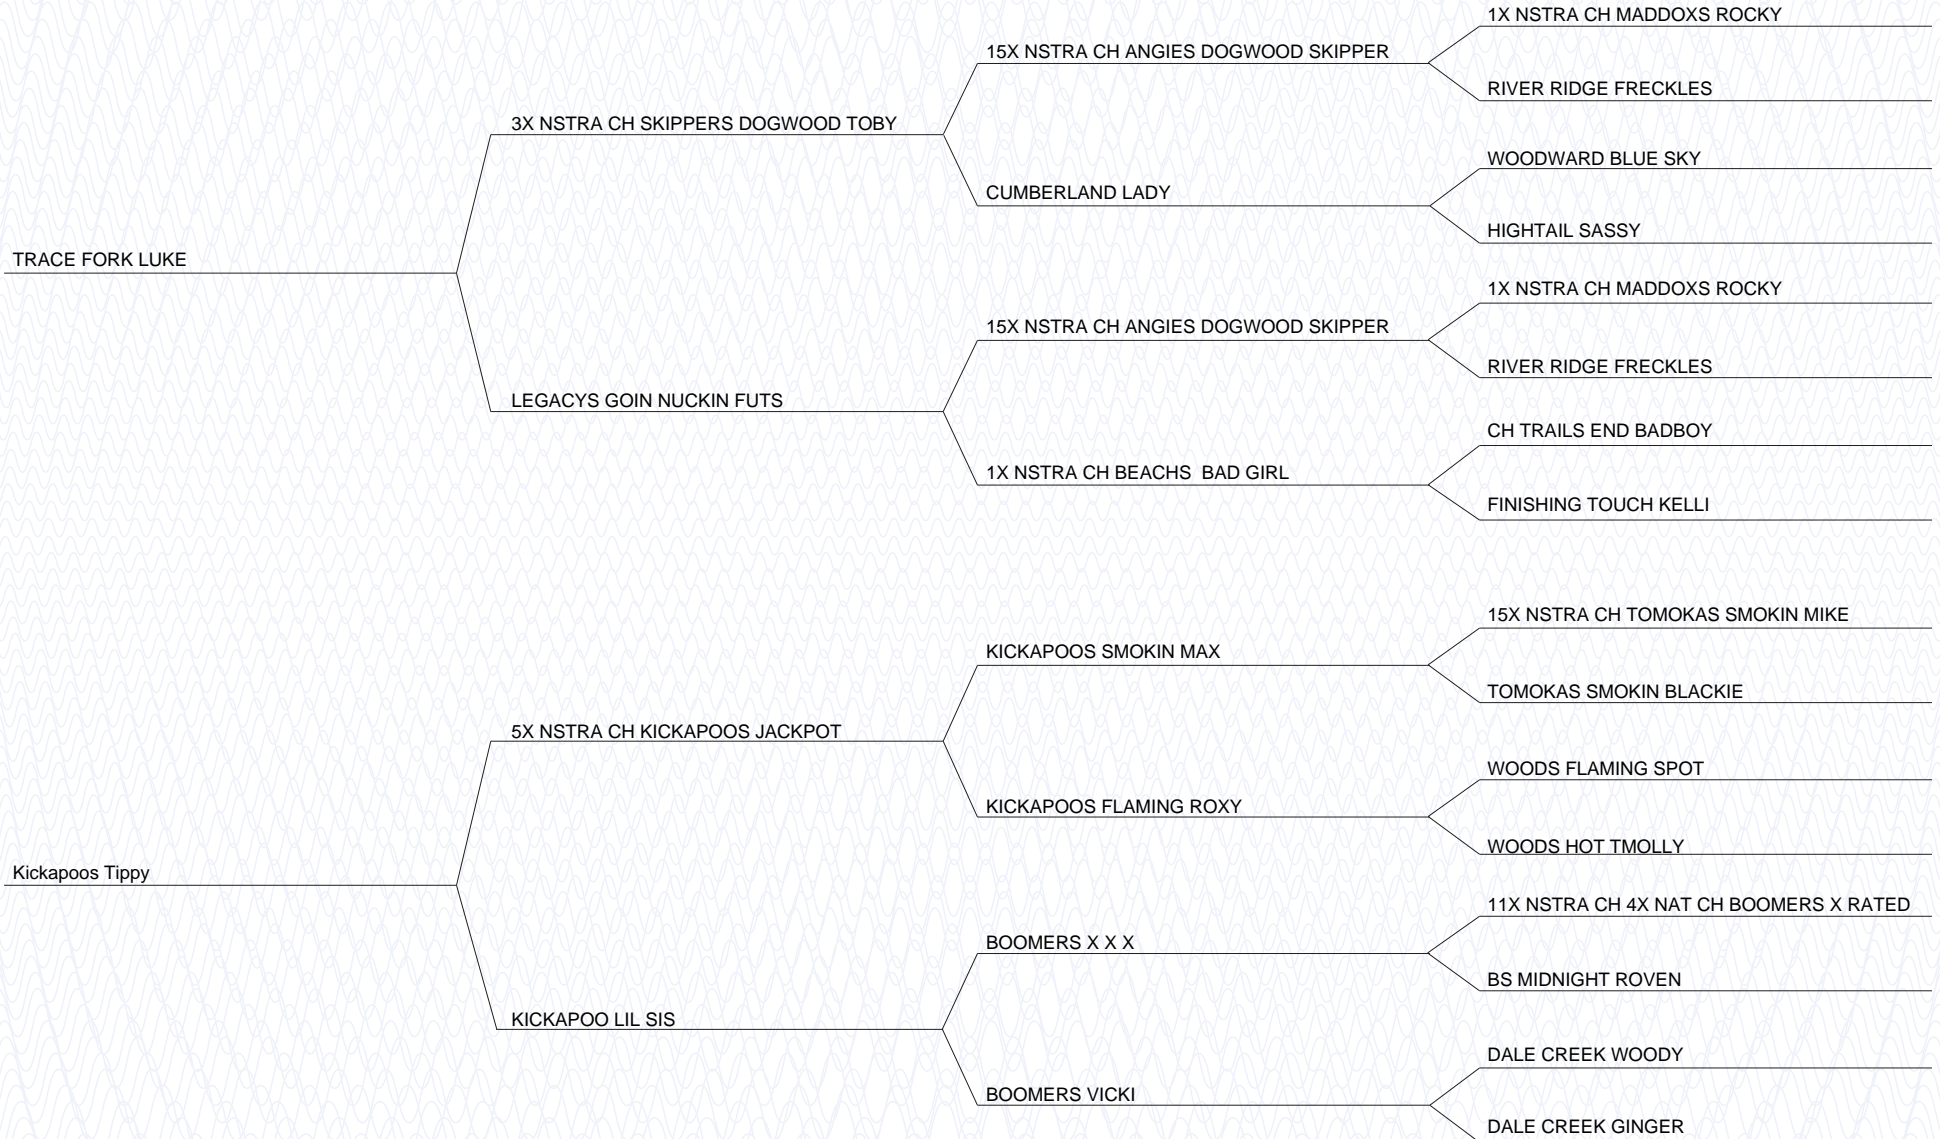 1X NSTRA CH MADDOXS ROCKY
15X NSTRA CH ANGIES DOGWOOD SKIPPER
RIVER RIDGE FRECKLES
3X NSTRA CH SKIPPERS DOGWOOD TOBY
WOODWARD BLUE SKY
CUMBERLAND LADY
HIGHTAIL SASSY
TRACE FORK LUKE
1X NSTRA CH MADDOXS ROCKY
15X NSTRA CH ANGIES DOGWOOD SKIPPER
RIVER RIDGE FRECKLES
LEGACYS GOIN NUCKIN FUTS
CH TRAILS END BADBOY
1X NSTRA CH BEACHS  BAD GIRL
FINISHING TOUCH KELLI
15X NSTRA CH TOMOKAS SMOKIN MIKE
KICKAPOOS SMOKIN MAX
TOMOKAS SMOKIN BLACKIE
5X NSTRA CH KICKAPOOS JACKPOT
WOODS FLAMING SPOT
KICKAPOOS FLAMING ROXY
WOODS HOT TMOLLY
Kickapoos Tippy
11X NSTRA CH 4X NAT CH BOOMERS X RATED
BOOMERS X X X
BS MIDNIGHT ROVEN
KICKAPOO LIL SIS
DALE CREEK WOODY
BOOMERS VICKI
DALE CREEK GINGER